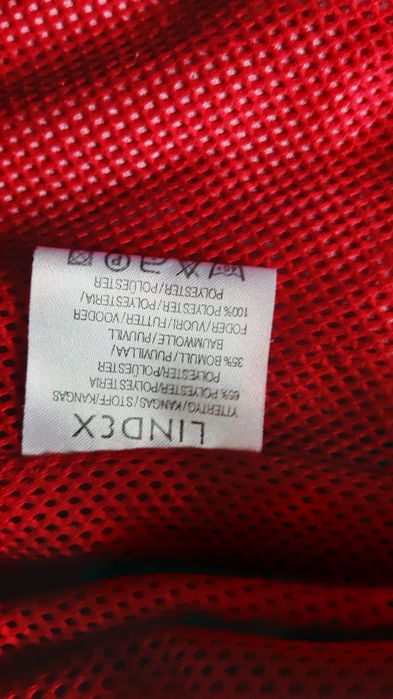 LINDEX
YTTERTYG/KANGAS/STOFF/KANGAS
65% POLYESTER/POLYESTERIA
POLYESTER/POLÜESTER
35% BOMULL/PUUVILLAA/
BAUMWOLLE/PUUVILL
FODER/VUORI/FUTTER/VOODER
100% POLYESTER/POLYESTERIA/
POLYESTER/POLÜESTER